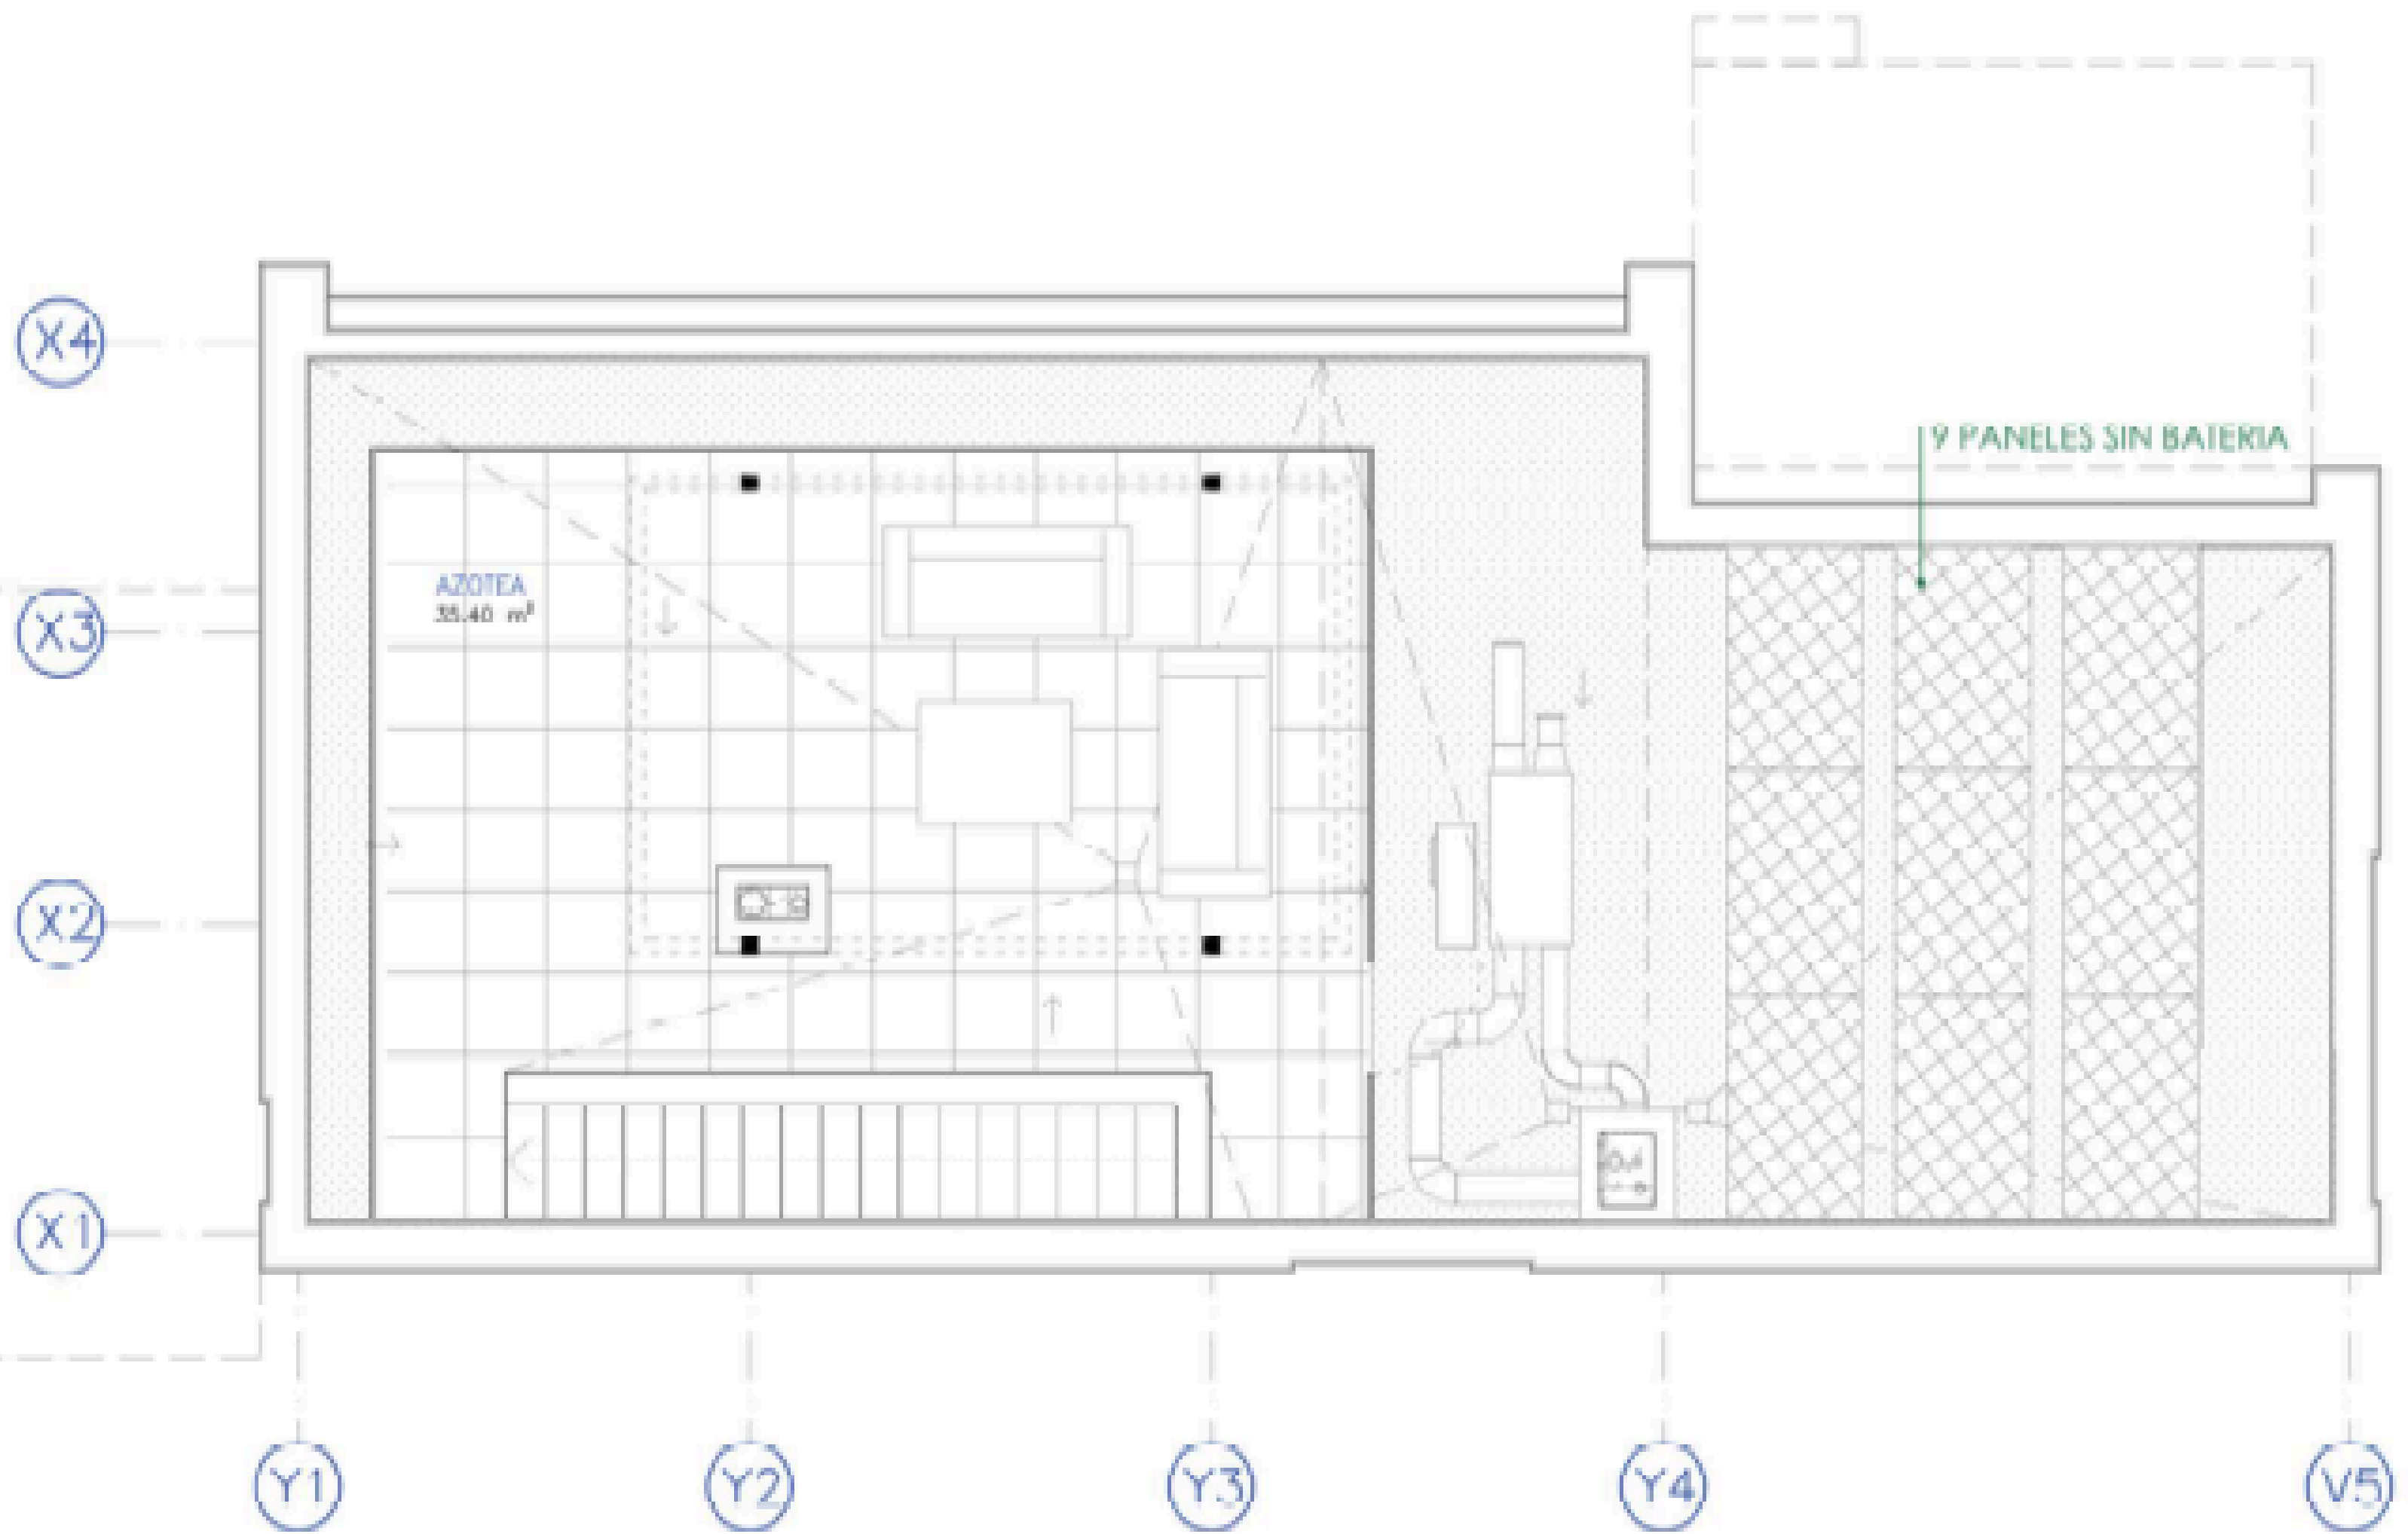 X4
9 PANELES SIN BATERIA
AZOTEA
35.40 m²
X3
X2
X1
Y1
Y2
Y3
Y4
V5